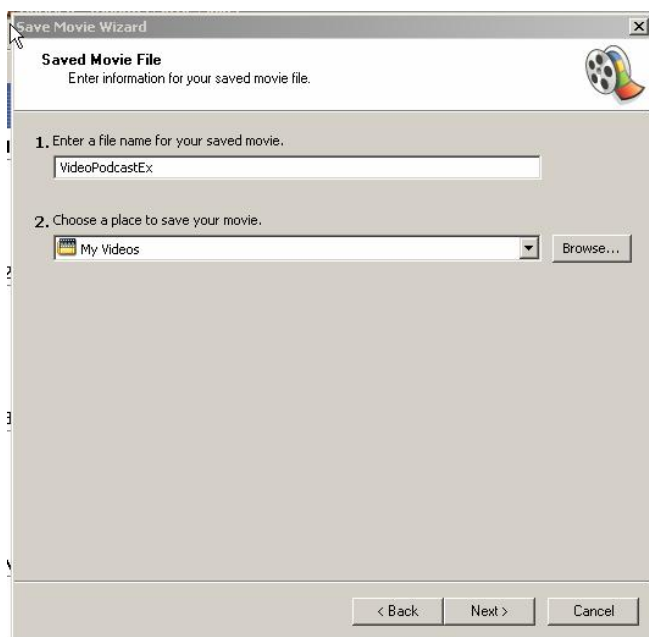 Save Movie Wizard
Saved Movie File
Enter information for your saved movie file.
1. Enter a file name for your saved movie.
VideoPodcastEx
2. Choose a place to save your movie.
My Videos
Browse...
< Back
Next >
Cancel